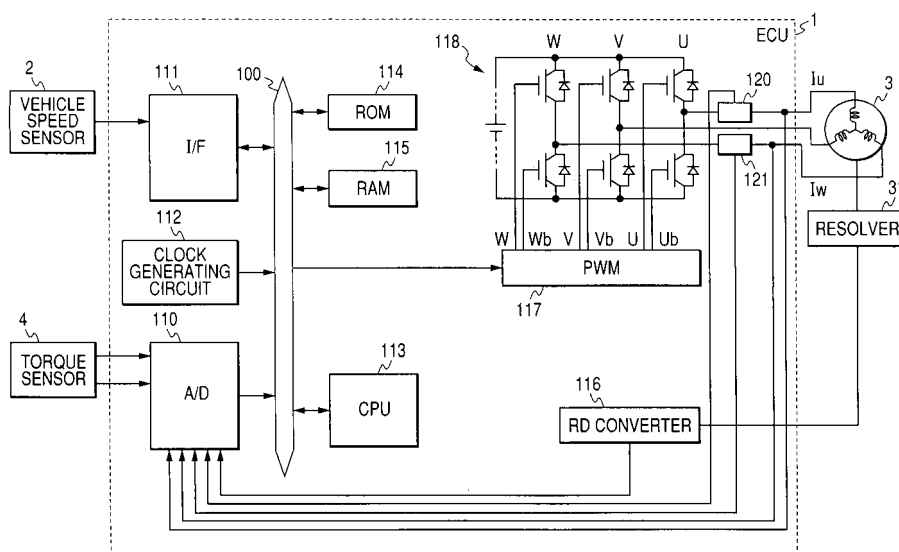 ECU
1
118
W
V
U
120
Iu
3
2
VEHICLE
SPEED
SENSOR
111
I/F
100
114
ROM
115
RAM
121
Iw
RESOLVER
112
CLOCK
GENERATING
CIRCUIT
W
Wb
V
Vb
U
Ub
PWM
117
4
TORQUE
SENSOR
110
A/D
113
CPU
116
RD CONVERTER